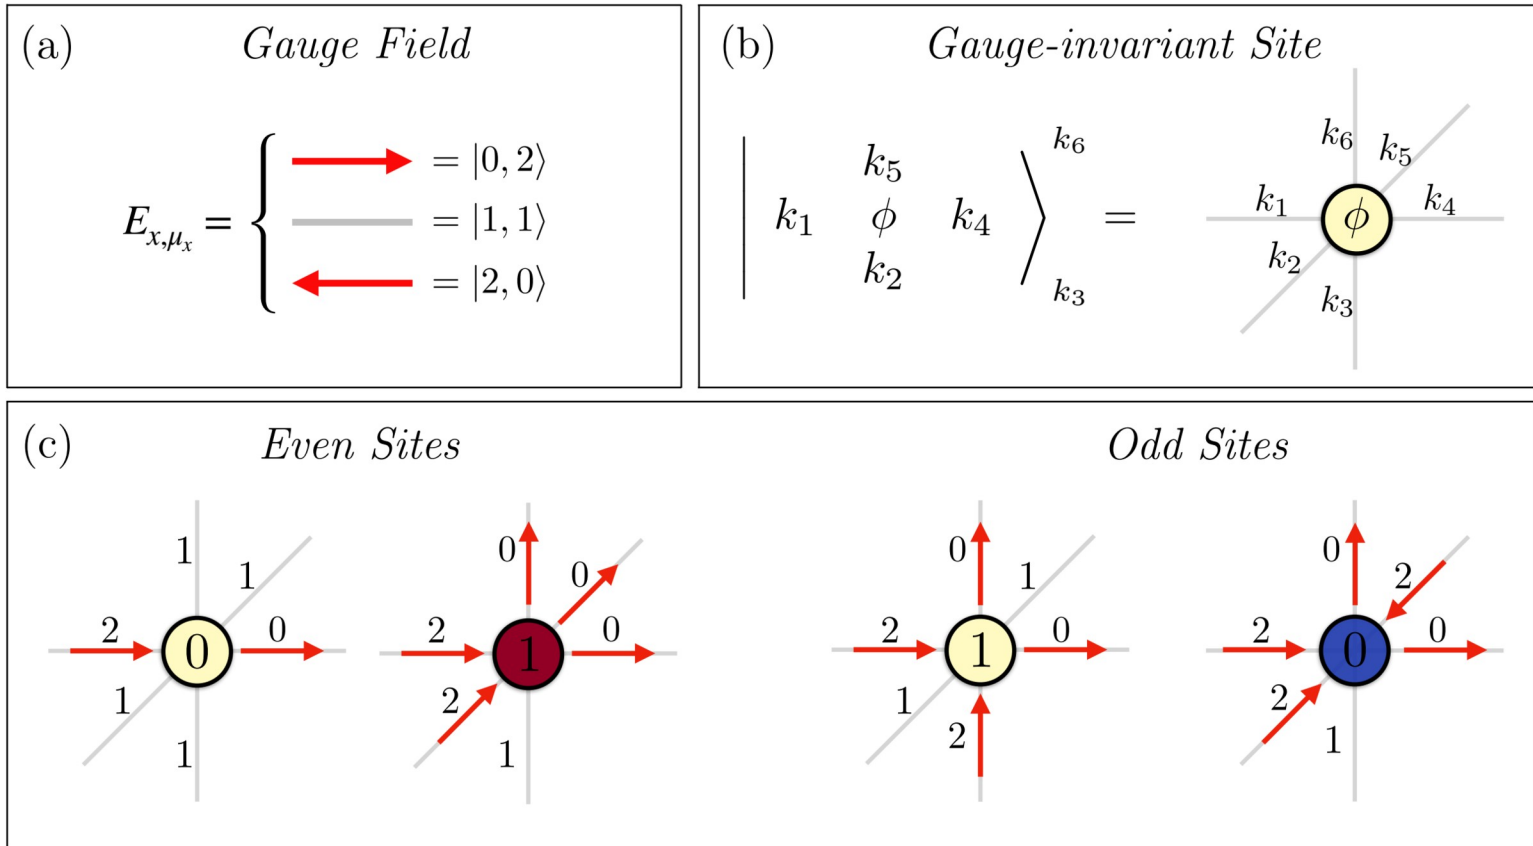 (a) Gauge Field
E_{x,μ_x} =
= |0, 2⟩
= |1, 1⟩
= |2, 0⟩
(b) Gauge-invariant Site
| k_1 k_5 ϕ k_2 k_4 ⟩ k_6 k_3 =
k_6
k_5
k_1 ϕ k_4
k_2
k_3
(c) Even Sites
1
1
2 0 0
1
1
0
0
2 1 0
2
1
Odd Sites
0
1
2 1 0
1
2
0
2
2 0 0
2
1